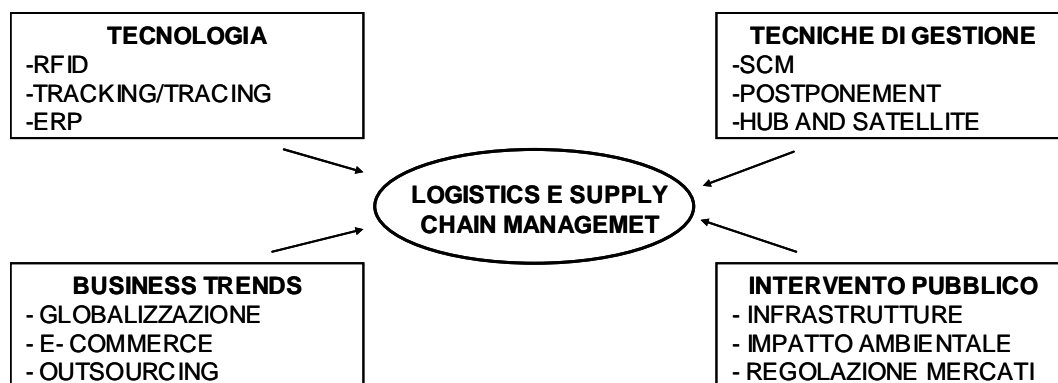 TECNOLOGIA
-RFID
-TRACKING/TRACING
-ERP
TECNICHE DI GESTIONE
-SCM
-POSTPONEMENT
-HUB AND SATELLITE
LOGISTICS E SUPPLY
CHAIN MANAGEMET
BUSINESS TRENDS
- GLOBALIZZAZIONE
- E- COMMERCE
- OUTSOURCING
INTERVENTO PUBBLICO
- INFRASTRUTTURE
- IMPATTO AMBIENTALE
- REGOLAZIONE MERCATI